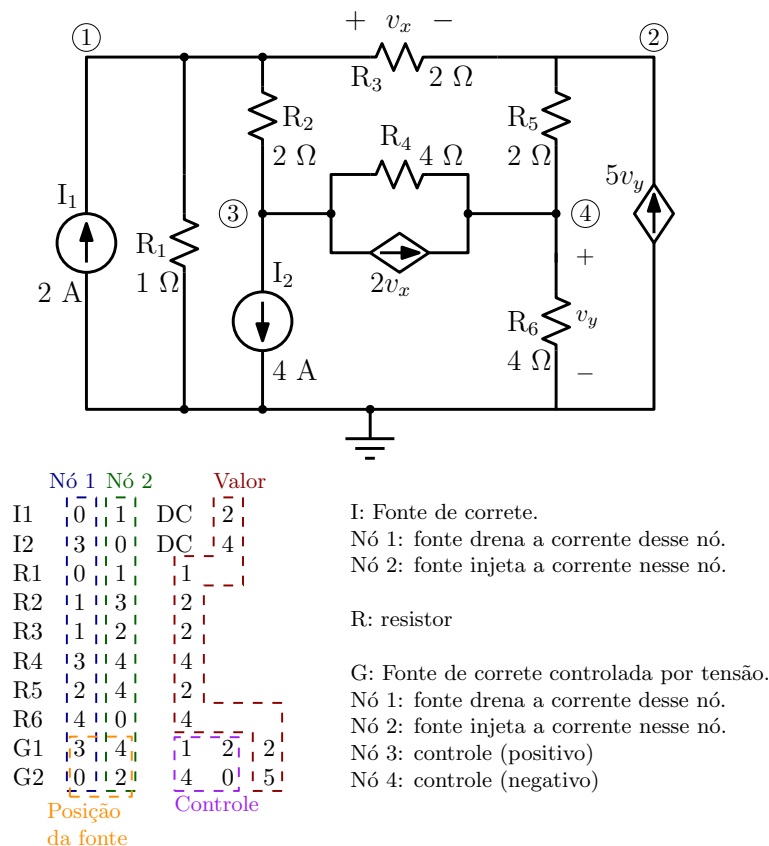 ① + vₓ − ②
R₃ 2 Ω
R₂ 2 Ω
R₄ 4 Ω
R₅ 2 Ω
5v_y
I₁ 2 A
R₁ 1 Ω
③
④
2vₓ
I₂ 4 A
+
R₆ v_y
4 Ω
−
Nó 1 Nó 2 Valor
I1 0 1 DC 2
I2 3 0 DC 4
R1 0 1 1
R2 1 3 2
R3 1 2 2
R4 3 4 4
R5 2 4 2
R6 4 0 4
G1 3 4 1 2 2
G2 0 2 4 0 5
Posição
da fonte
Controle
I: Fonte de correte.
Nó 1: fonte drena a corrente desse nó.
Nó 2: fonte injeta a corrente nesse nó.
R: resistor
G: Fonte de correte controlada por tensão.
Nó 1: fonte drena a corrente desse nó.
Nó 2: fonte injeta a corrente nesse nó.
Nó 3: controle (positivo)
Nó 4: controle (negativo)